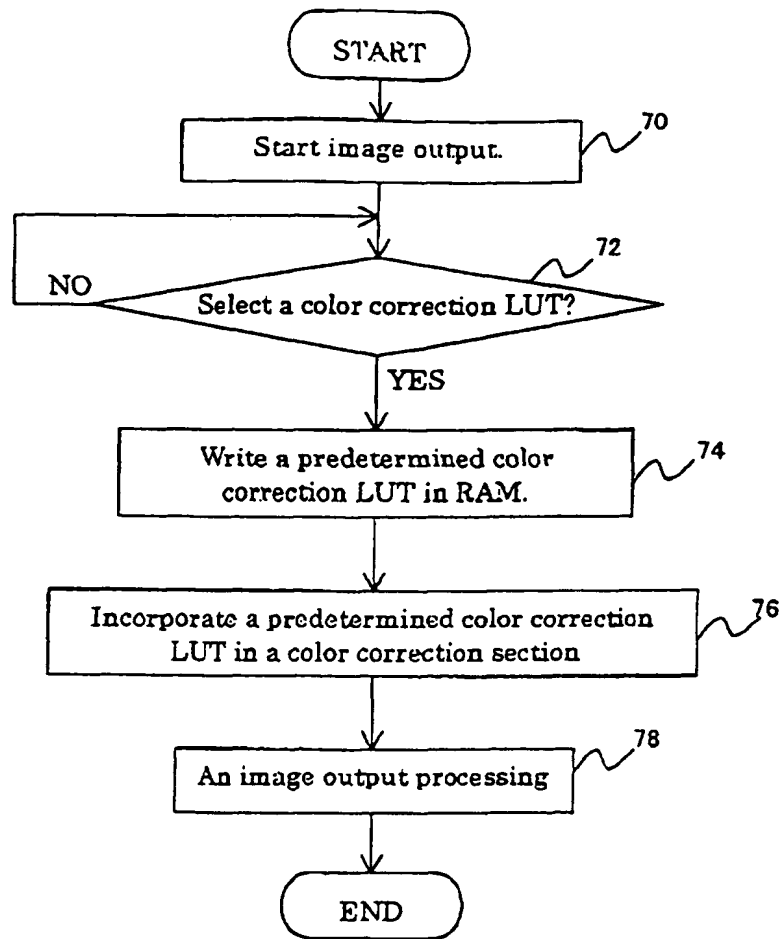 START
Start image output.
70
72
Select a color correction LUT?
NO
YES
Write a predetermined color
correction LUT in RAM.
74
Incorporate a predetermined color correction
LUT in a color correction section
76
An image output processing
78
END